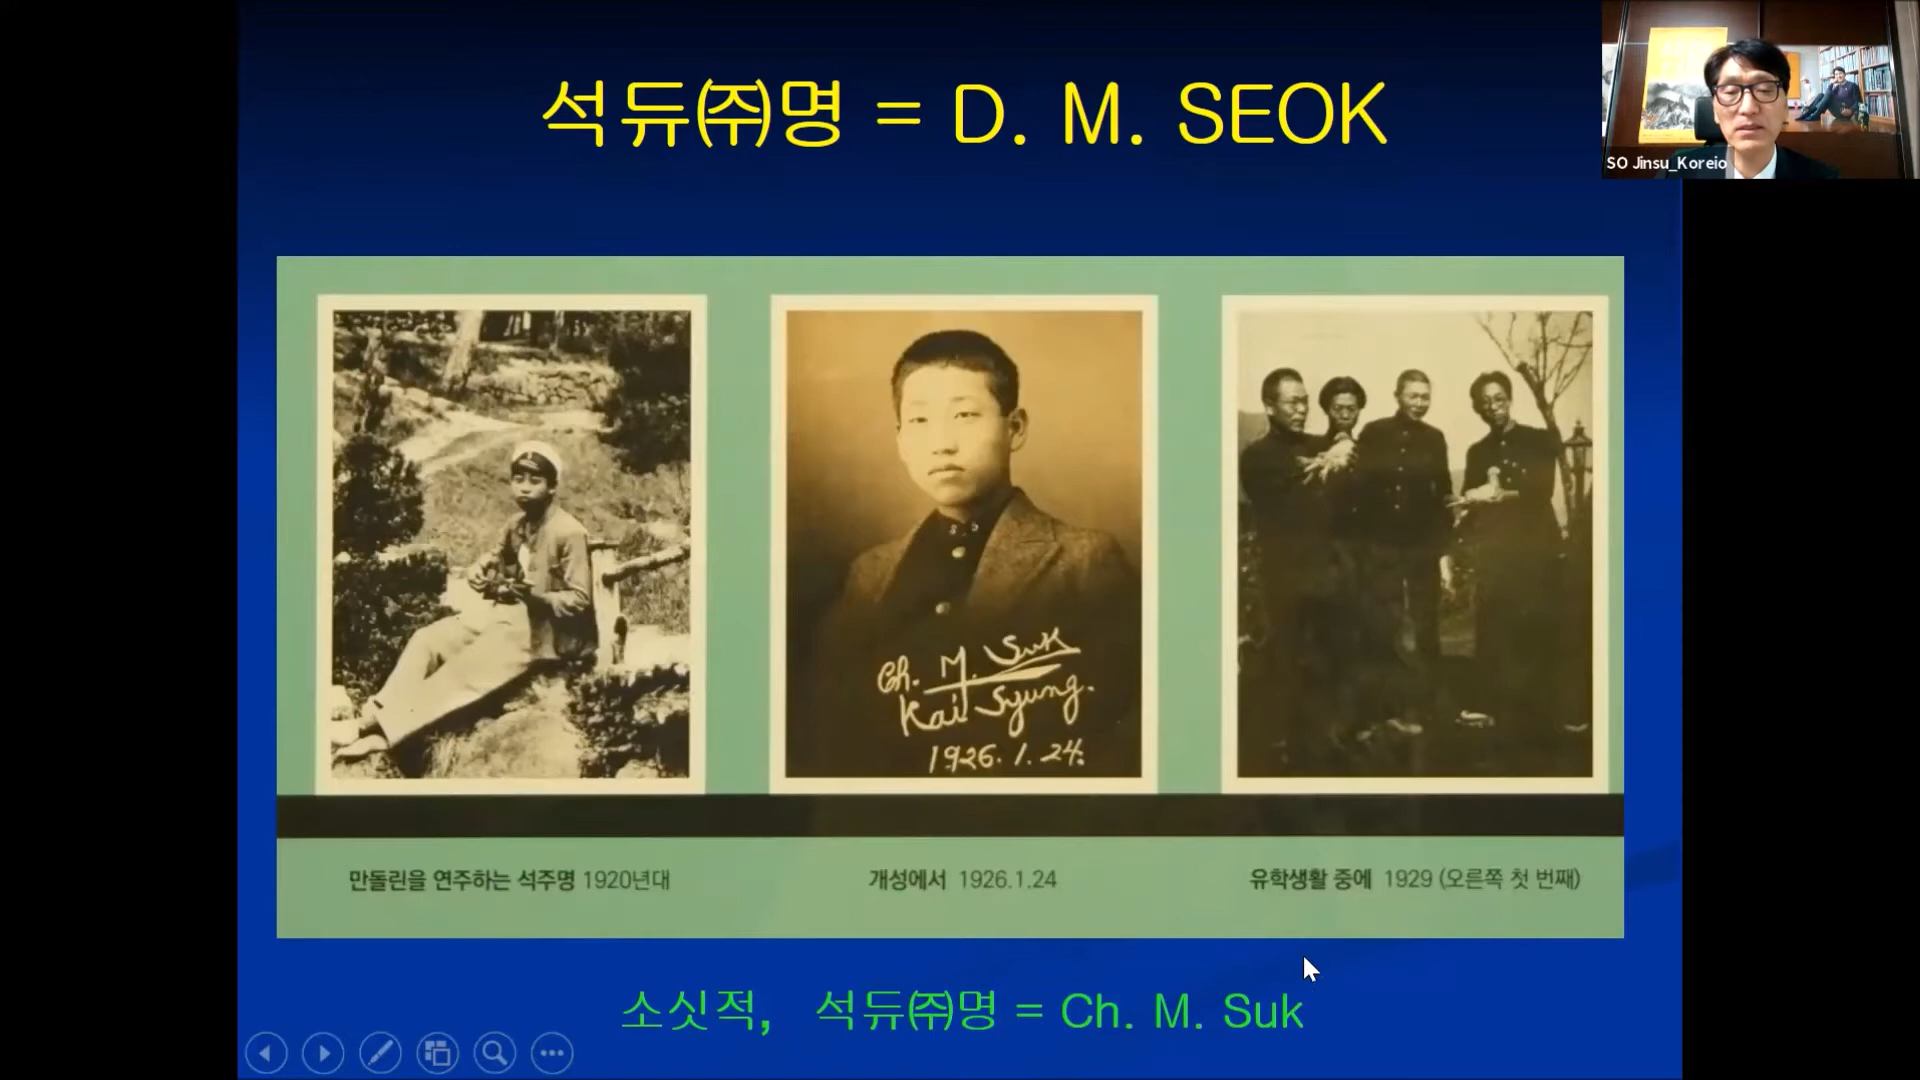 석듀(쥬)명 = D. M. SEOK
SO Jinsu_Koreio
Ch. M. Suk
Kai Syung.
1926. 1. 24.
만돌린을 연주하는 석주명 1920년대
개성에서 1926.1.24
유학생활 중에 1929 (오른쪽 첫 번째)
소싯적, 석듀(쥬)명 = Ch. M. Suk